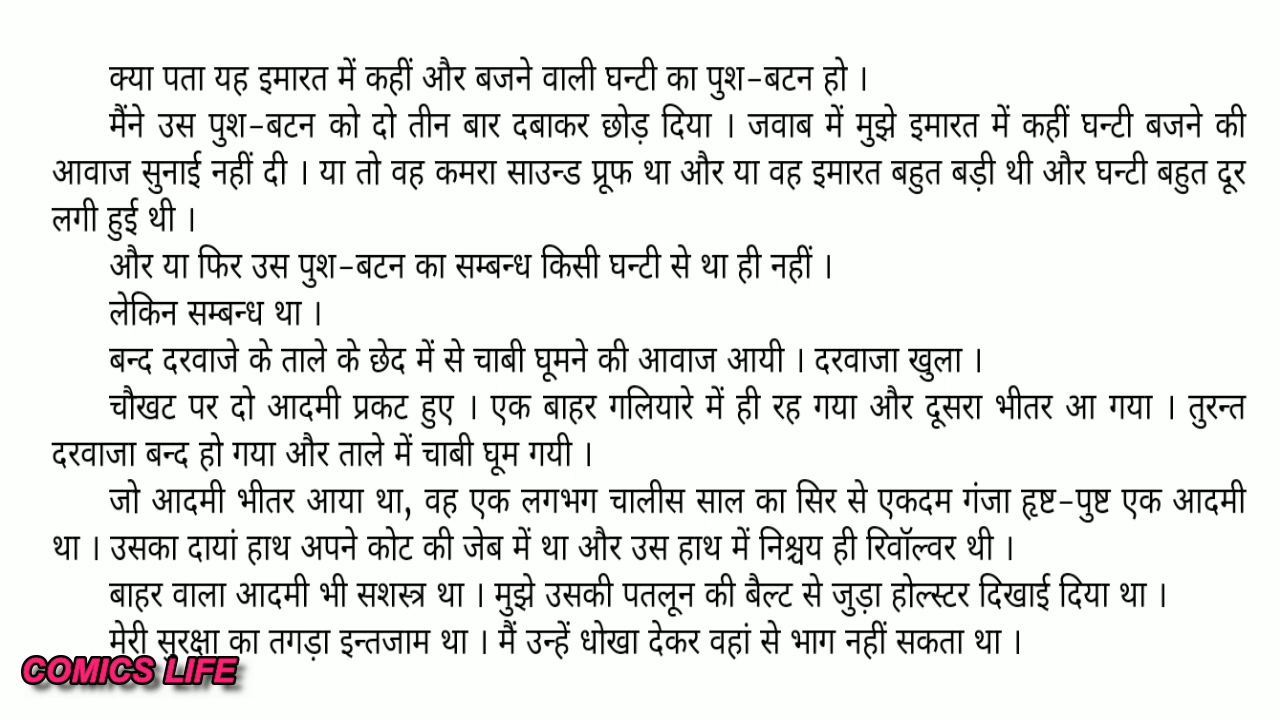 क्या पता यह इमारत में कहीं और बजने वाली घन्टी का पुश-बटन हो ।
मैंने उस पुश-बटन को दो तीन बार दबाकर छोड़ दिया । जवाब में मुझे इमारत में कहीं घन्टी बजने की
आवाज सुनाई नहीं दी । या तो वह कमरा साउन्ड प्रूफ था और या वह इमारत बहुत बड़ी थी और घन्टी बहुत दूर
लगी हुई थी ।
और या फिर उस पुश-बटन का सम्बन्ध किसी घन्टी से था ही नहीं ।
लेकिन सम्बन्ध था ।
बन्द दरवाजे के ताले के छेद में से चाबी घूमने की आवाज आयी । दरवाजा खुला ।
चौखट पर दो आदमी प्रकट हुए । एक बाहर गलियारे में ही रह गया और दूसरा भीतर आ गया । तुरन्त
दरवाजा बन्द हो गया और ताले में चाबी घूम गयी ।
जो आदमी भीतर आया था, वह एक लगभग चालीस साल का सिर से एकदम गंजा हृष्ट-पुष्ट एक आदमी
था । उसका दायां हाथ अपने कोट की जेब में था और उस हाथ में निश्चय ही रिवॉल्वर थी ।
बाहर वाला आदमी भी सशस्त्र था । मुझे उसकी पतलून की बैल्ट से जुड़ा होल्स्टर दिखाई दिया था ।
मेरी सुरक्षा का तगड़ा इन्तजाम था । मैं उन्हें धोखा देकर वहां से भाग नहीं सकता था ।
COMICS LIFE